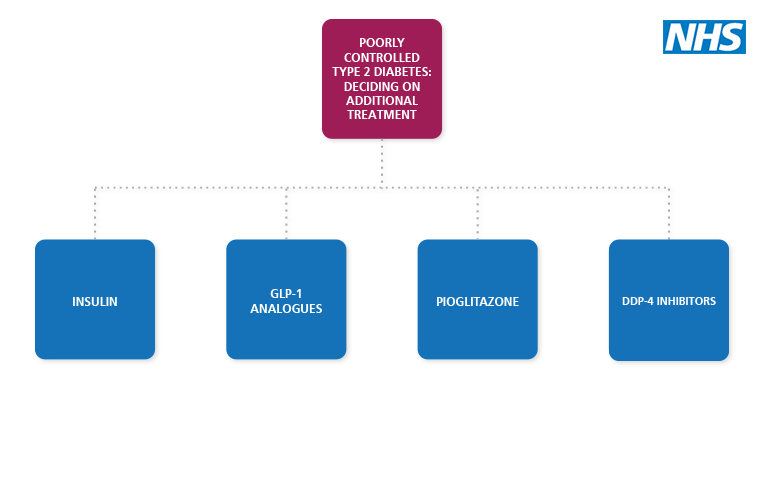 POORLY
CONTROLLED
TYPE 2 DIABETES:
DECIDING ON
ADDITIONAL
TREATMENT
NHS
INSULIN
GLP-1
ANALOGUES
PIOGLITAZONE
DDP-4 INHIBITORS